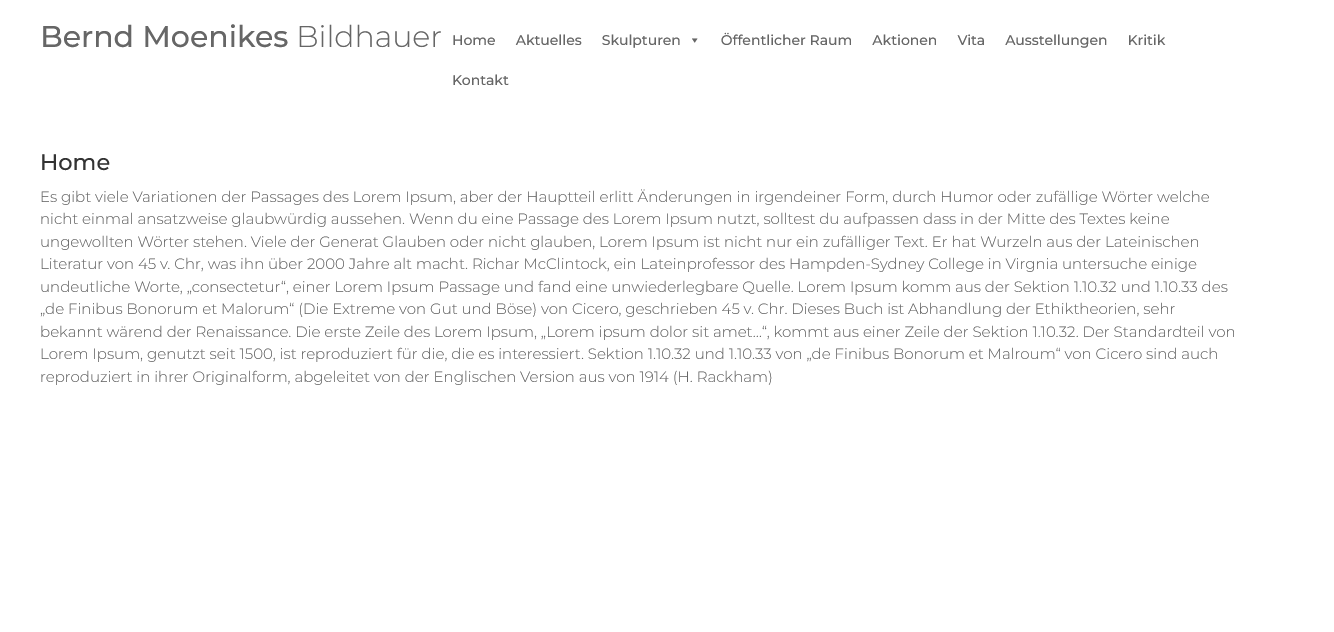 Bernd Moenikes Bildhauer
Home Aktuelles Skulpturen Öffentlicher Raum Aktionen Vita Ausstellungen Kritik
Kontakt
Home
Es gibt viele Variationen der Passages des Lorem Ipsum, aber der Hauptteil erlitt Änderungen in irgendeiner Form, durch Humor oder zufällige Wörter welche
nicht einmal ansatzweise glaubwürdig aussehen. Wenn du eine Passage des Lorem Ipsum nutzt, solltest du aufpassen dass in der Mitte des Textes keine
ungewollten Wörter stehen. Viele der Generat Glauben oder nicht glauben, Lorem Ipsum ist nicht nur ein zufälliger Text. Er hat Wurzeln aus der Lateinischen
Literatur von 45 v. Chr, was ihn über 2000 Jahre alt macht. Richar McClintock, ein Lateinprofessor des Hampden-Sydney College in Virgnia untersuche einige
undeutliche Worte, „consectetur“, einer Lorem Ipsum Passage und fand eine unwiederlegbare Quelle. Lorem Ipsum komm aus der Sektion 1.10.32 und 1.10.33 des
„de Finibus Bonorum et Malorum“ (Die Extreme von Gut und Böse) von Cicero, geschrieben 45 v. Chr. Dieses Buch ist Abhandlung der Ethiktheorien, sehr
bekannt wärend der Renaissance. Die erste Zeile des Lorem Ipsum, „Lorem ipsum dolor sit amet…“, kommt aus einer Zeile der Sektion 1.10.32. Der Standardteil von
Lorem Ipsum, genutzt seit 1500, ist reproduziert für die, die es interessiert. Sektion 1.10.32 und 1.10.33 von „de Finibus Bonorum et Malroum“ von Cicero sind auch
reproduziert in ihrer Originalform, abgeleitet von der Englischen Version aus von 1914 (H. Rackham)